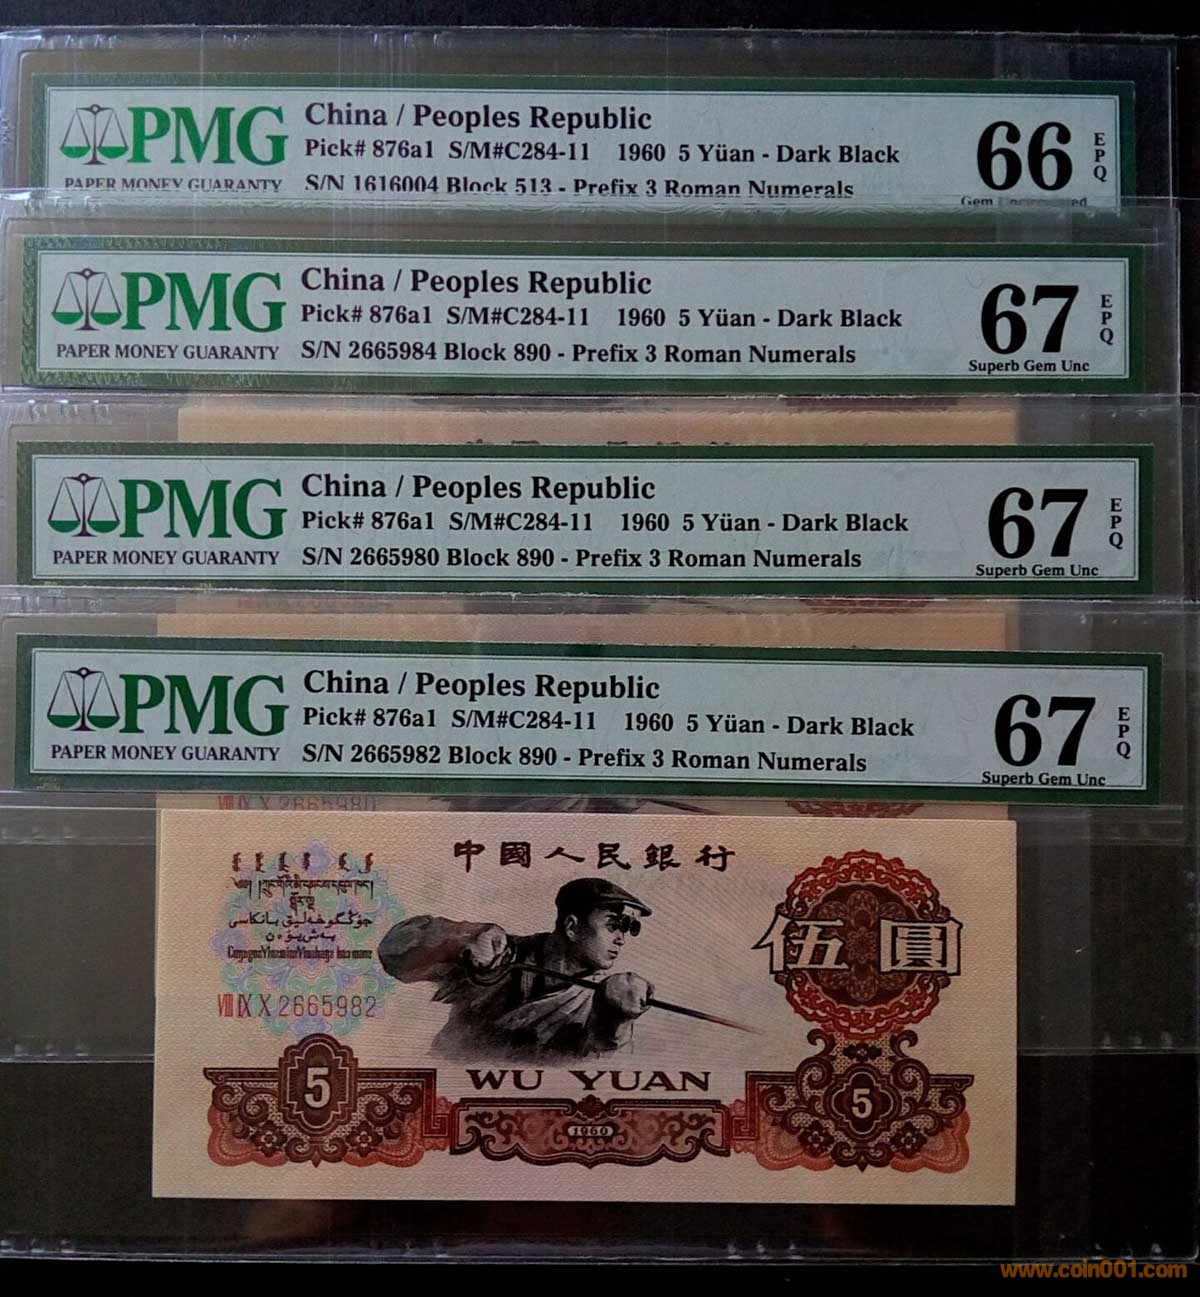 PMG
PAPER MONEY GUARANTY
China / Peoples Republic
Pick# 876a1 S/M#C284-11 1960 5 Yüan - Dark Black
S/N 1616004 Block 513 - Prefix 3 Roman Numerals
66
EPQ
Gem Uncirculated
PMG
PAPER MONEY GUARANTY
China / Peoples Republic
Pick# 876a1 S/M#C284-11 1960 5 Yüan - Dark Black
S/N 2665984 Block 890 - Prefix 3 Roman Numerals
67
EPQ
Superb Gem Unc
PMG
PAPER MONEY GUARANTY
China / Peoples Republic
Pick# 876a1 S/M#C284-11 1960 5 Yüan - Dark Black
S/N 2665980 Block 890 - Prefix 3 Roman Numerals
67
EPQ
Superb Gem Unc
PMG
PAPER MONEY GUARANTY
China / Peoples Republic
Pick# 876a1 S/M#C284-11 1960 5 Yüan - Dark Black
S/N 2665982 Block 890 - Prefix 3 Roman Numerals
67
EPQ
Superb Gem Unc
VIII IX X 2665980
中國人民銀行
伍圓
VIII IX X 2665982
5
WU YUAN
1960
5
www.coin001.com